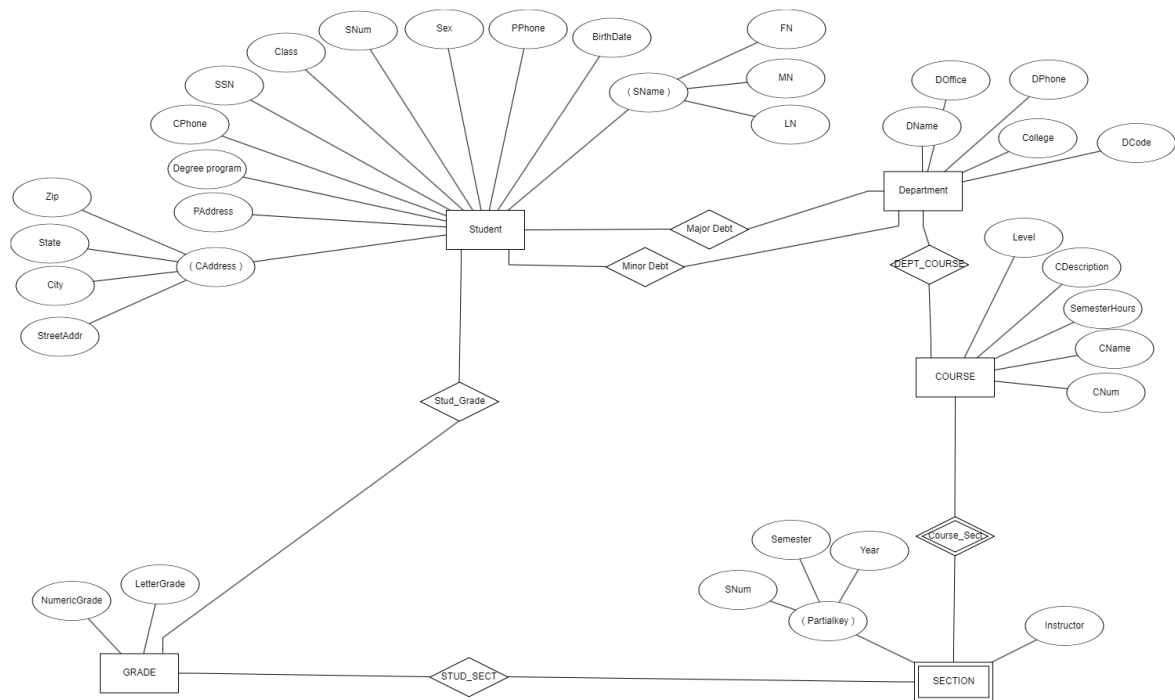 SNum
Sex
PPhone
BirthDate
FN
Class
MN
SSN
( SName )
LN
CPhone
Degree program
PAddress
Zip
State
( CAddress )
City
StreetAddr
Student
Major Debt
Minor Debt
DOffice
DPhone
DName
College
DCode
Department
DEPT_COURSE
Level
CDescription
SemesterHours
CName
CNum
COURSE
Stud_Grade
Course_Sect
Semester
Year
SNum
( Partialkey )
Instructor
SECTION
LetterGrade
NumericGrade
GRADE
STUD_SECT